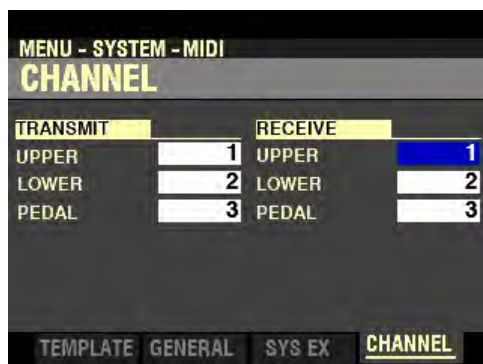 MENU - SYSTEM - MIDI
CHANNEL
TRANSMIT RECEIVE
UPPER 1 UPPER 1
LOWER 2 LOWER 2
PEDAL 3 PEDAL 3
TEMPLATE GENERAL SYS EX CHANNEL